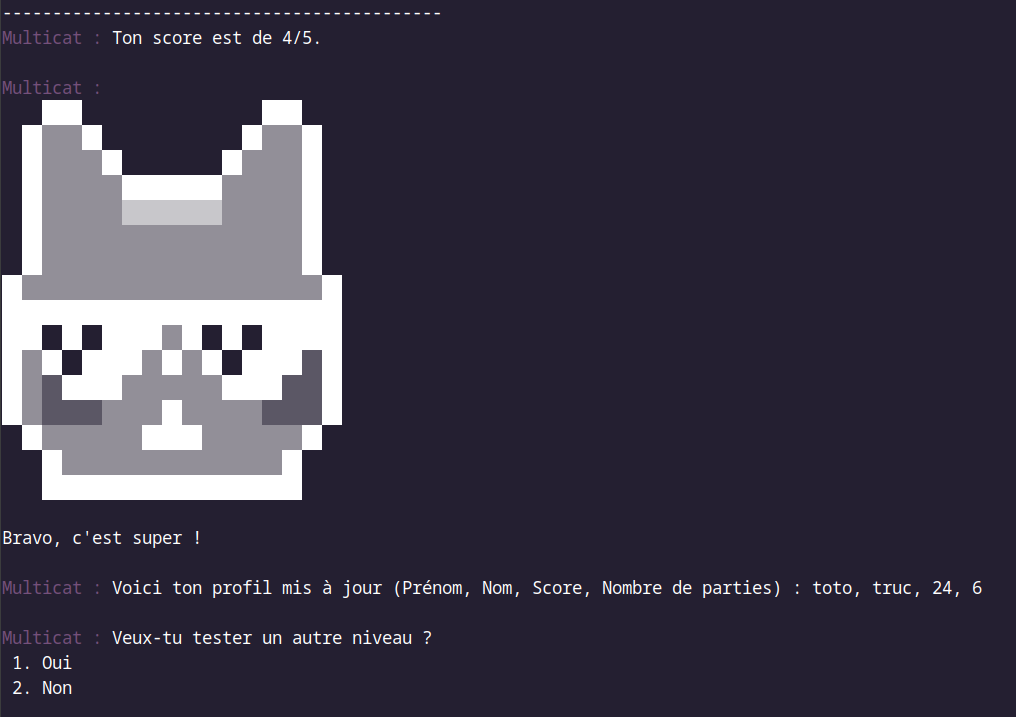 --------------------------------------------
Multicat : Ton score est de 4/5.
Multicat :
Bravo, c'est super !
Multicat : Voici ton profil mis à jour (Prénom, Nom, Score, Nombre de parties) : toto, truc, 24, 6
Multicat : Veux-tu tester un autre niveau ?
1. Oui
2. Non